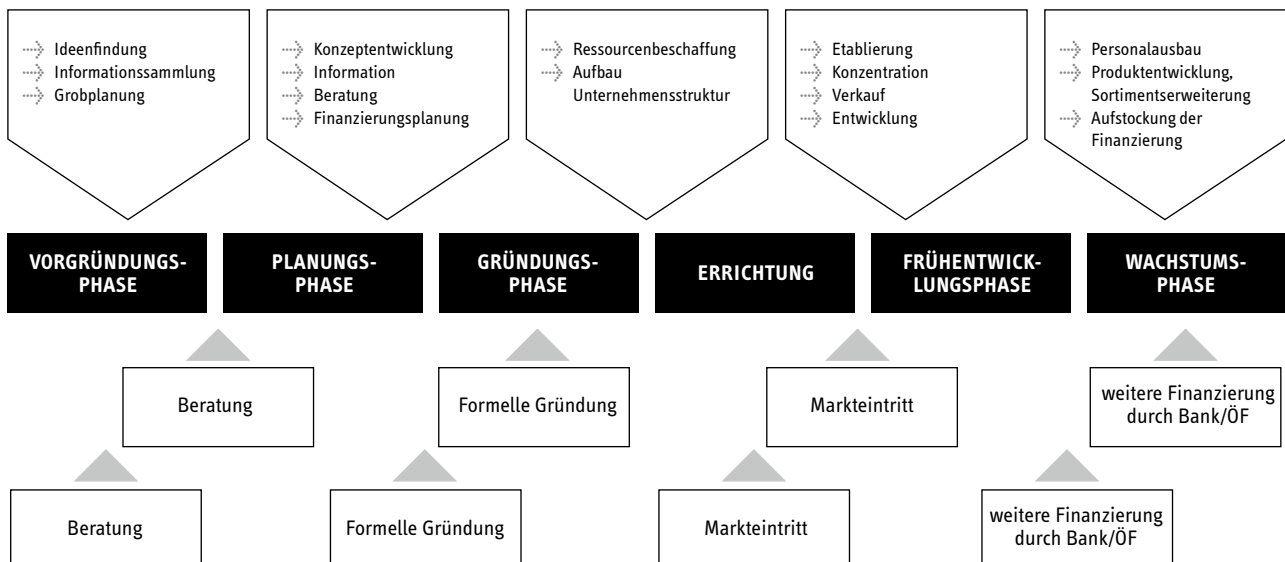 Ideenfindung
Informationssammlung
Grobplanung
Konzeptentwicklung
Information
Beratung
Finanzierungsplanung
Ressourcenbeschaffung
Aufbau
Unternehmensstruktur
Etablierung
Konzentration
Verkauf
Entwicklung
Personalausbau
Produktentwicklung,
Sortimentserweiterung
Aufstockung der
Finanzierung
VORGRÜNDUNGS-
PHASE
PLANUNGS-
PHASE
GRÜNDUNGS-
PHASE
ERRICHTUNG
FRÜHENTWICK-
LUNGSPHASE
WACHSTUMS-
PHASE
Beratung
Formelle Gründung
Markteintritt
weitere Finanzierung
durch Bank/ÖF
Beratung
Formelle Gründung
Markteintritt
weitere Finanzierung
durch Bank/ÖF